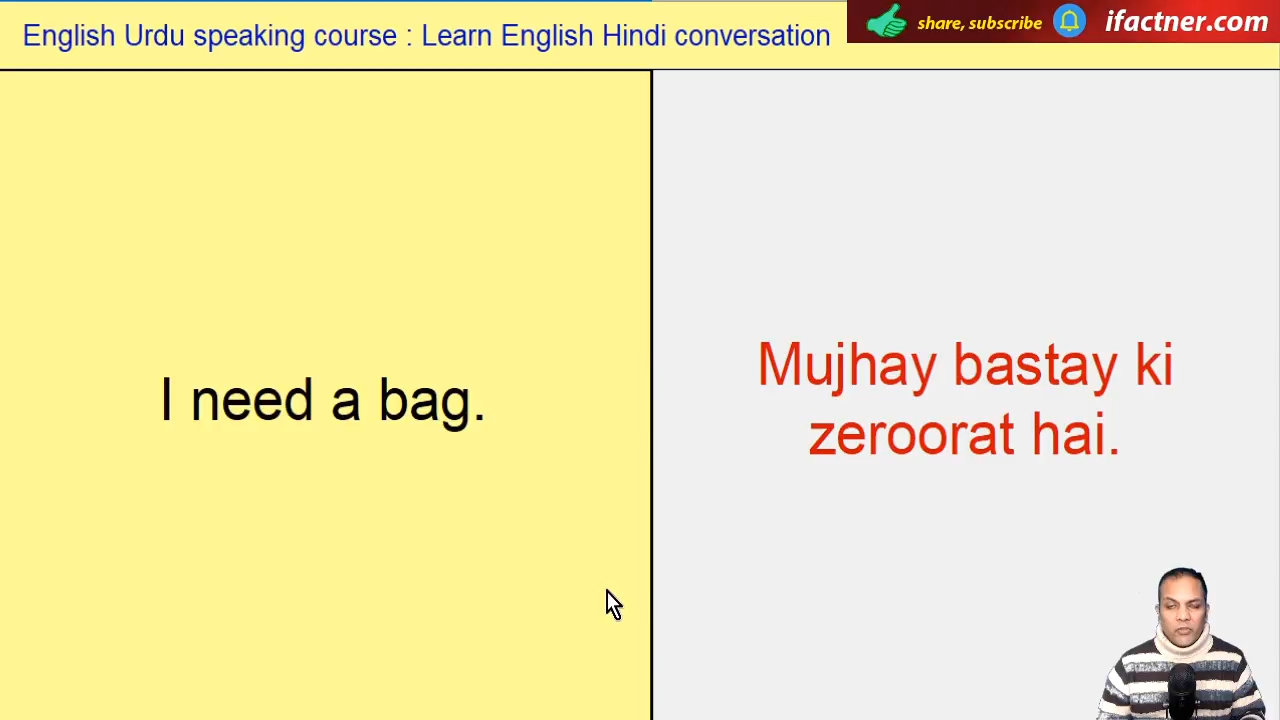 English Urdu speaking course : Learn English Hindi conversation
share, subscribe
ifactner.com
I need a bag.
Mujhay bastay ki
zeroorat hai.